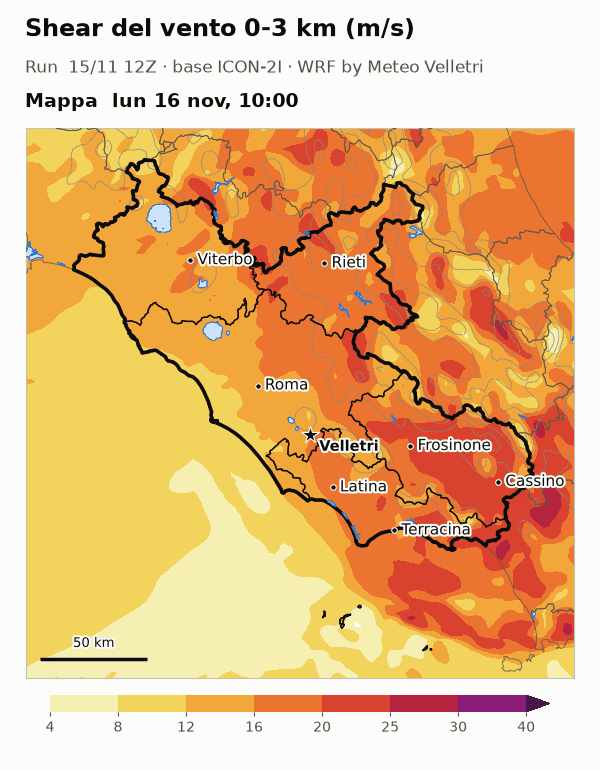 Shear del vento 0-3 km (m/s)
Run  15/11 12Z · base ICON-2I · WRF by Meteo Velletri
Mappa  lun 16 nov, 10:00
Viterbo
Rieti
Roma
Velletri
Frosinone
Cassino
Latina
Terracina
50 km
4 8 12 16 20 25 30 40